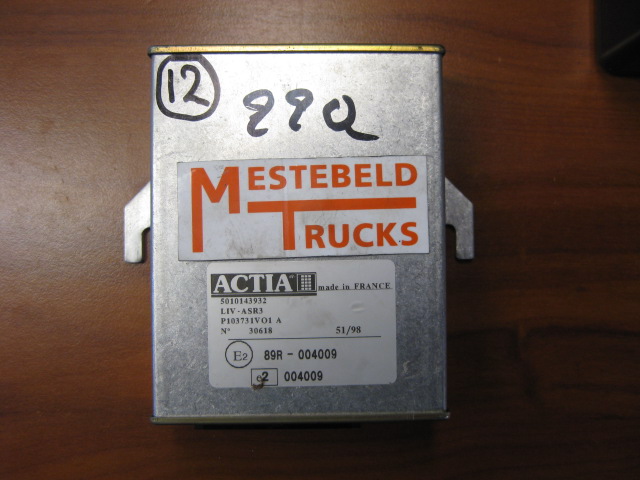 12
99Q
MESTEBELD
TRUCKS
ACTIA made in FRANCE
5010143932
LIV-ASR3
P103731VO1 A
N° 30618 51/98
E2 89R - 004009
e2 004009